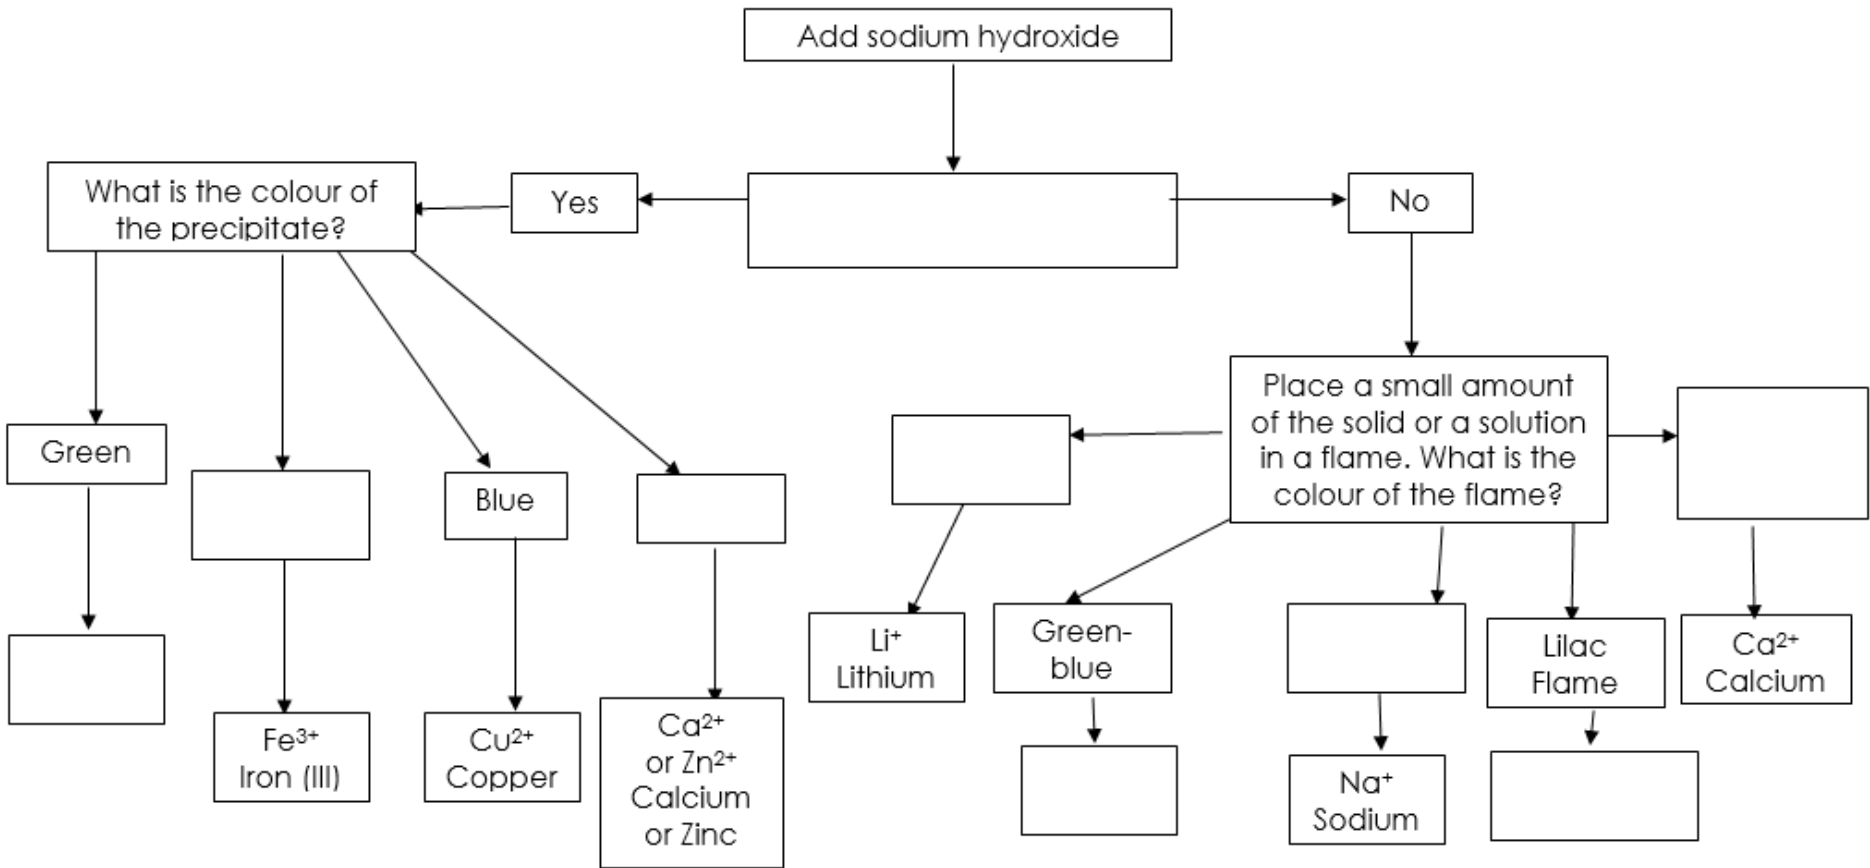 Add sodium hydroxide
What is the colour of
the precipitate?
Yes
No
Place a small amount
of the solid or a solution
in a flame. What is the
colour of the flame?
Green
Blue
Li⁺
Lithium
Green-
blue
Lilac
Flame
Ca²⁺
Calcium
Fe³⁺
Iron (III)
Cu²⁺
Copper
Ca²⁺
or Zn²⁺
Calcium
or Zinc
Na⁺
Sodium